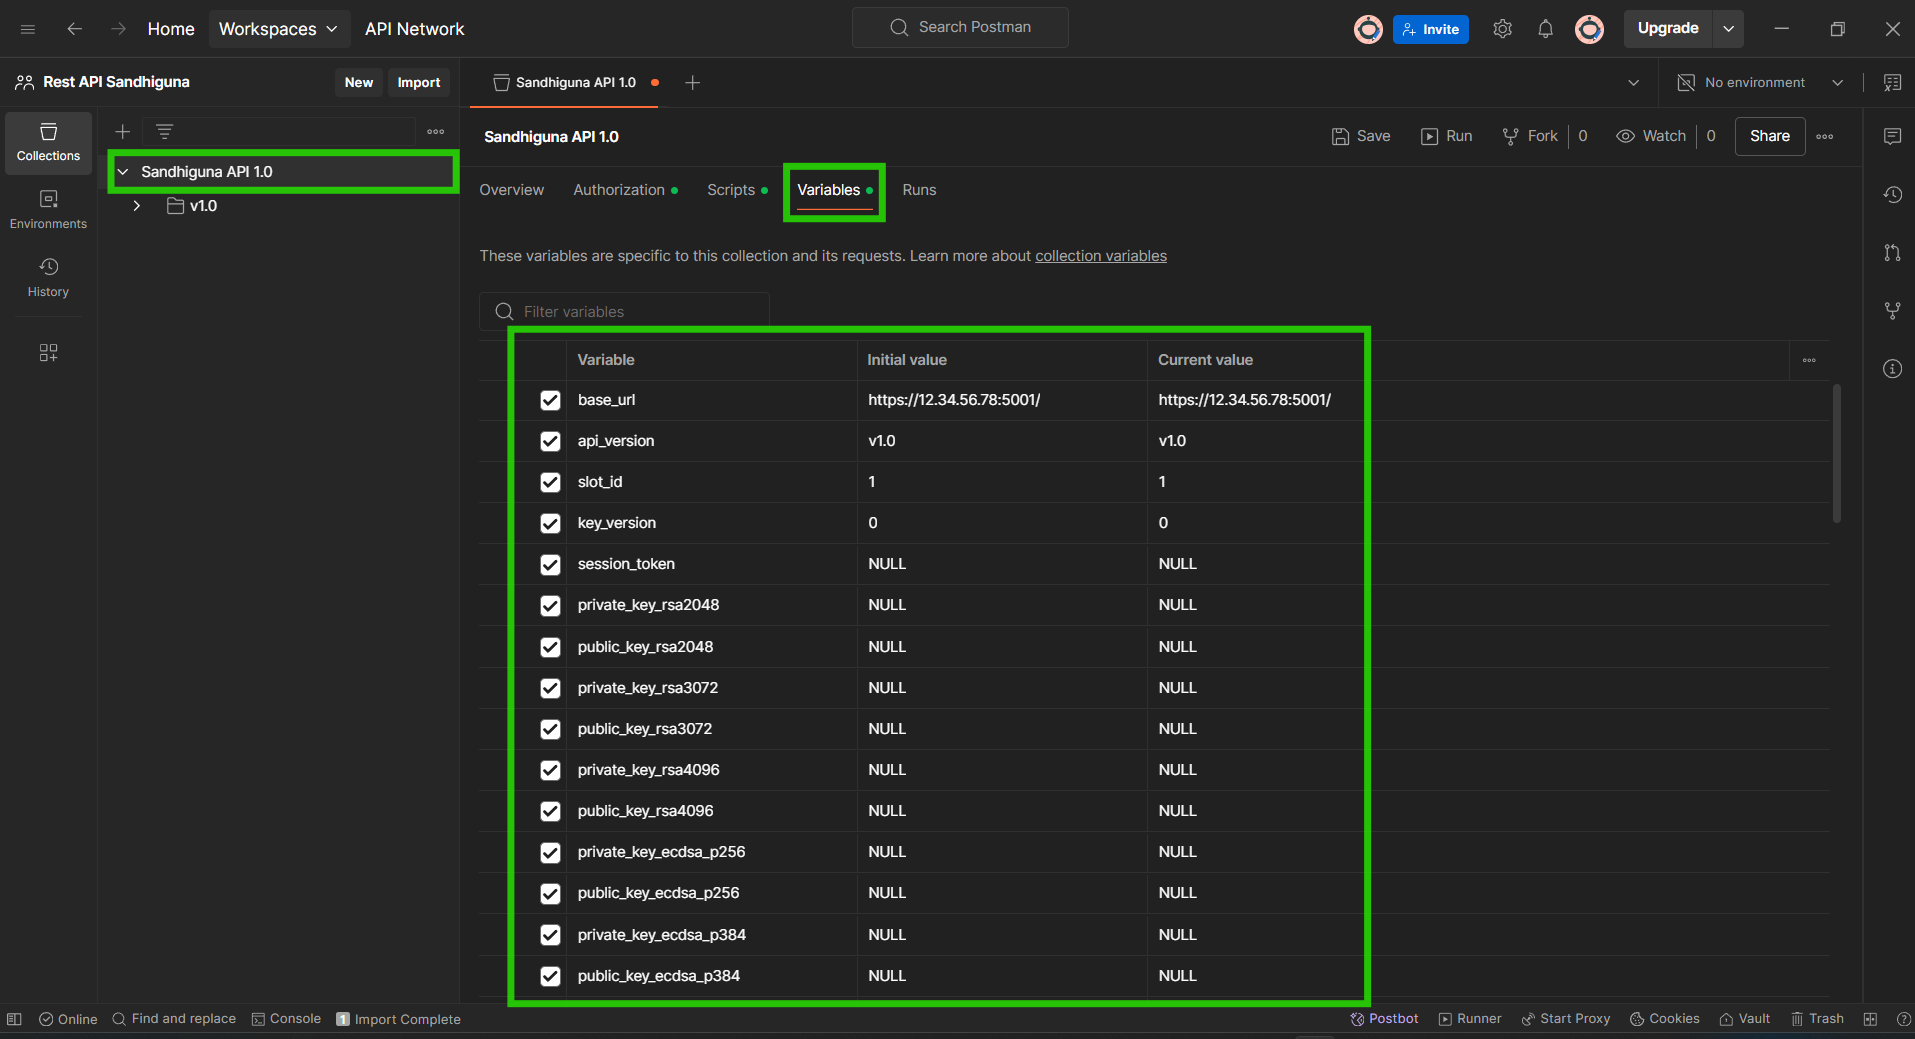 Home Workspaces API Network Search Postman Invite Upgrade
Rest API Sandhiguna New Import Sandhiguna API 1.0 No environment
Collections
Environments
History
Sandhiguna API 1.0
v1.0
Sandhiguna API 1.0 Save Run Fork 0 Watch 0 Share
Overview Authorization Scripts Variables Runs
These variables are specific to this collection and its requests. Learn more about collection variables
Filter variables
Variable Initial value Current value
base_url https://12.34.56.78:5001/ https://12.34.56.78:5001/
api_version v1.0 v1.0
slot_id 1 1
key_version 0 0
session_token NULL NULL
private_key_rsa2048 NULL NULL
public_key_rsa2048 NULL NULL
private_key_rsa3072 NULL NULL
public_key_rsa3072 NULL NULL
private_key_rsa4096 NULL NULL
public_key_rsa4096 NULL NULL
private_key_ecdsa_p256 NULL NULL
public_key_ecdsa_p256 NULL NULL
private_key_ecdsa_p384 NULL NULL
public_key_ecdsa_p384 NULL NULL
Online Find and replace Console 1 Import Complete Postbot Runner Start Proxy Cookies Vault Trash